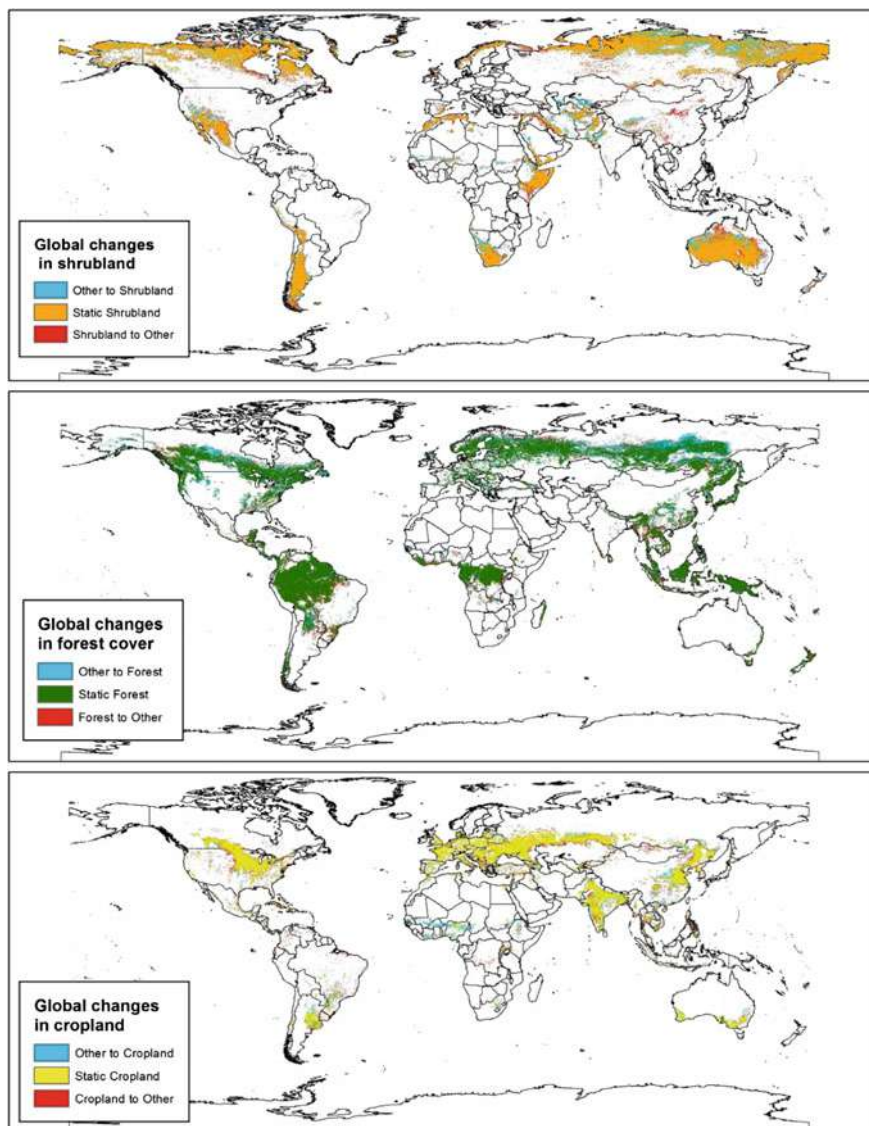 Global changes
in shrubland
Other to Shrubland
Static Shrubland
Shrubland to Other
Global changes
in forest cover
Other to Forest
Static Forest
Forest to Other
Global changes
in cropland
Other to Cropland
Static Cropland
Cropland to Other